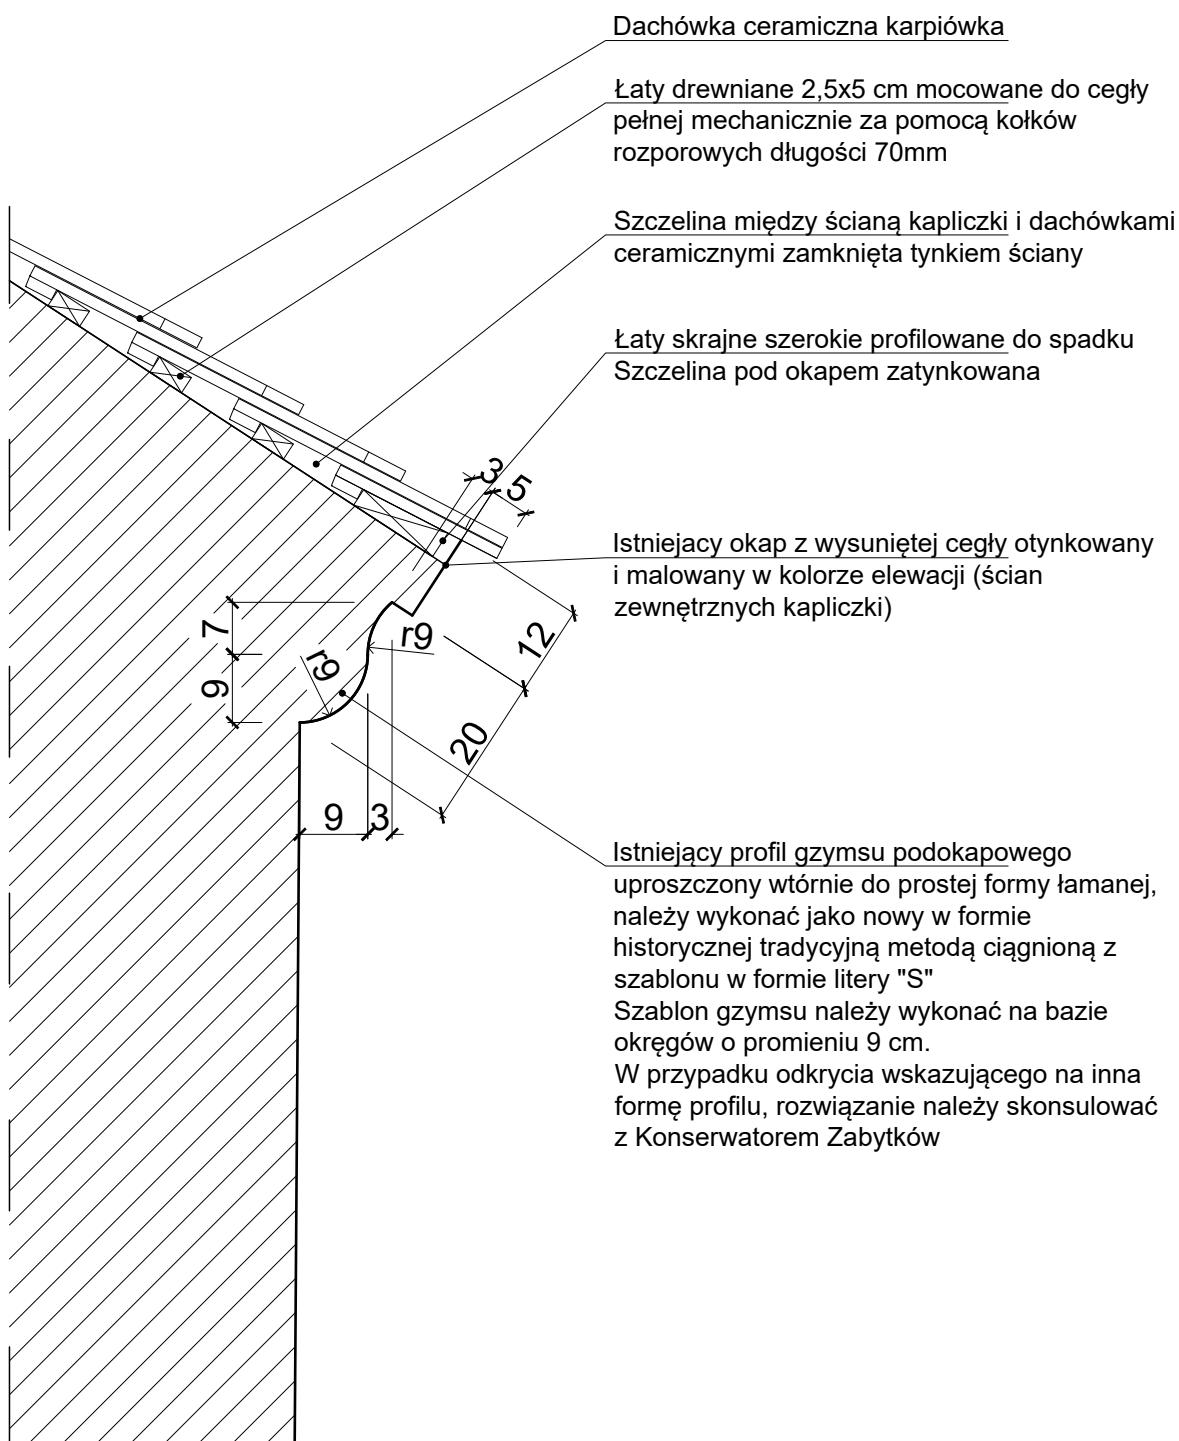 Dachówka ceramiczna karpiówka
Łaty drewniane 2,5x5 cm mocowane do cegły
pełnej mechanicznie za pomocą kołków
rozporowych długości 70mm
Szczelina między ścianą kapliczki i dachówkami
ceramicznymi zamknięta tynkiem ściany
Łaty skrajne szerokie profilowane do spadku
Szczelina pod okapem zatynkowana
3
5
Istniejacy okap z wysuniętej cegły otynkowany
i malowany w kolorze elewacji (ścian
zewnętrznych kapliczki)
7
r9
12
r9
9
20
9
3
Istniejący profil gzymsu podokapowego
uproszczony wtórnie do prostej formy łamanej,
należy wykonać jako nowy w formie
historycznej tradycyjną metodą ciągnioną z
szablonu w formie litery "S"
Szablon gzymsu należy wykonać na bazie
okręgów o promieniu 9 cm.
W przypadku odkrycia wskazującego na inna
formę profilu, rozwiązanie należy skonsulować
z Konserwatorem Zabytków